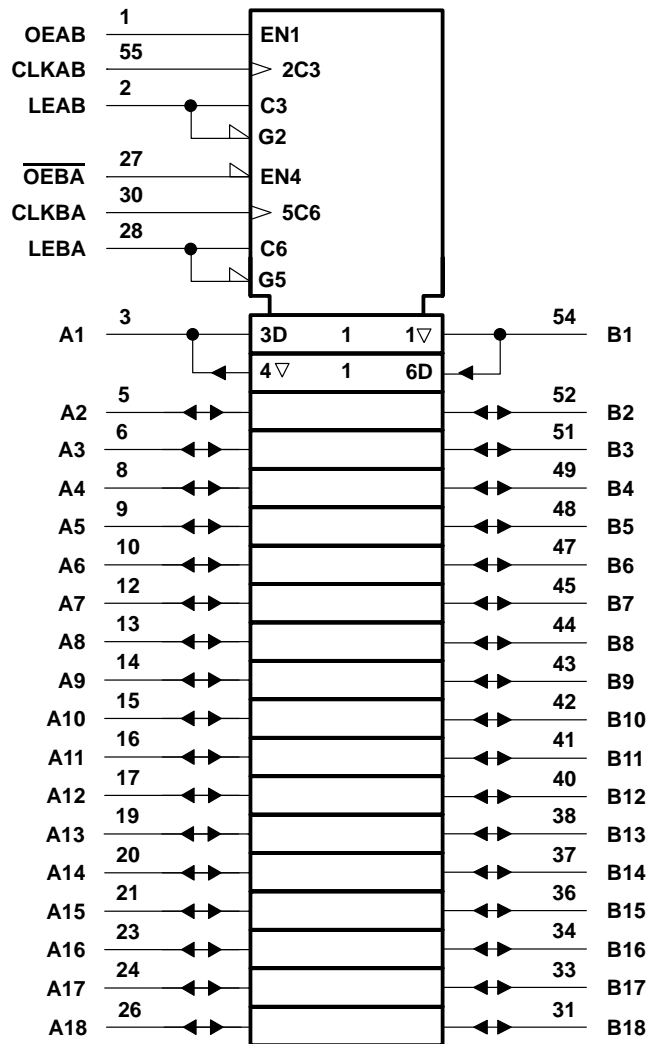 OEAB 1 EN1
CLKAB 55 2C3
LEAB 2 C3
G2
OEBA 27 EN4
CLKBA 30 5C6
LEBA 28 C6
G5
A1 3 3D 1 1▽ 54 B1
4▽ 1 6D
A2 5 52 B2
A3 6 51 B3
A4 8 49 B4
A5 9 48 B5
A6 10 47 B6
A7 12 45 B7
A8 13 44 B8
A9 14 43 B9
A10 15 42 B10
A11 16 41 B11
A12 17 40 B12
A13 19 38 B13
A14 20 37 B14
A15 21 36 B15
A16 23 34 B16
A17 24 33 B17
A18 26 31 B18